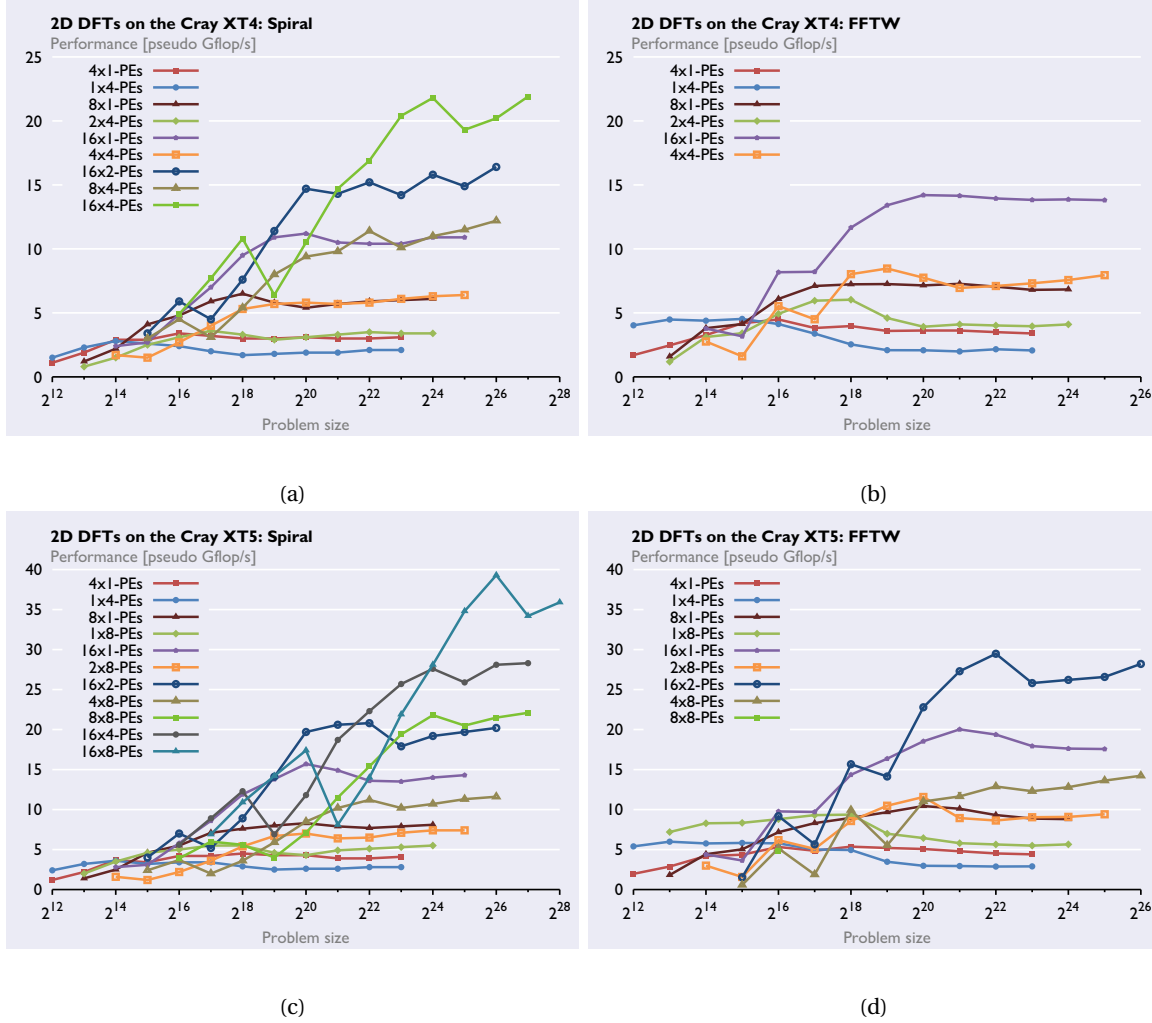 2D DFTs on the Cray XT4: Spiral
Performance [pseudo Gflop/s]
25
20
15
10
5
0
4x1-PEs
1x4-PEs
8x1-PEs
2x4-PEs
16x1-PEs
4x4-PEs
16x2-PEs
8x4-PEs
16x4-PEs
2^12 2^14 2^16 2^18 2^20 2^22 2^24 2^26 2^28
Problem size
(a)
2D DFTs on the Cray XT4: FFTW
Performance [pseudo Gflop/s]
25
20
15
10
5
0
4x1-PEs
1x4-PEs
8x1-PEs
2x4-PEs
16x1-PEs
4x4-PEs
2^12 2^14 2^16 2^18 2^20 2^22 2^24 2^26
Problem size
(b)
2D DFTs on the Cray XT5: Spiral
Performance [pseudo Gflop/s]
40
35
30
25
20
15
10
5
0
4x1-PEs
1x4-PEs
8x1-PEs
1x8-PEs
16x1-PEs
2x8-PEs
16x2-PEs
4x8-PEs
8x8-PEs
16x4-PEs
16x8-PEs
2^12 2^14 2^16 2^18 2^20 2^22 2^24 2^26 2^28
Problem size
(c)
2D DFTs on the Cray XT5: FFTW
Performance [pseudo Gflop/s]
40
35
30
25
20
15
10
5
0
4x1-PEs
1x4-PEs
8x1-PEs
1x8-PEs
16x1-PEs
2x8-PEs
16x2-PEs
4x8-PEs
8x8-PEs
2^12 2^14 2^16 2^18 2^20 2^22 2^24 2^26
Problem size
(d)